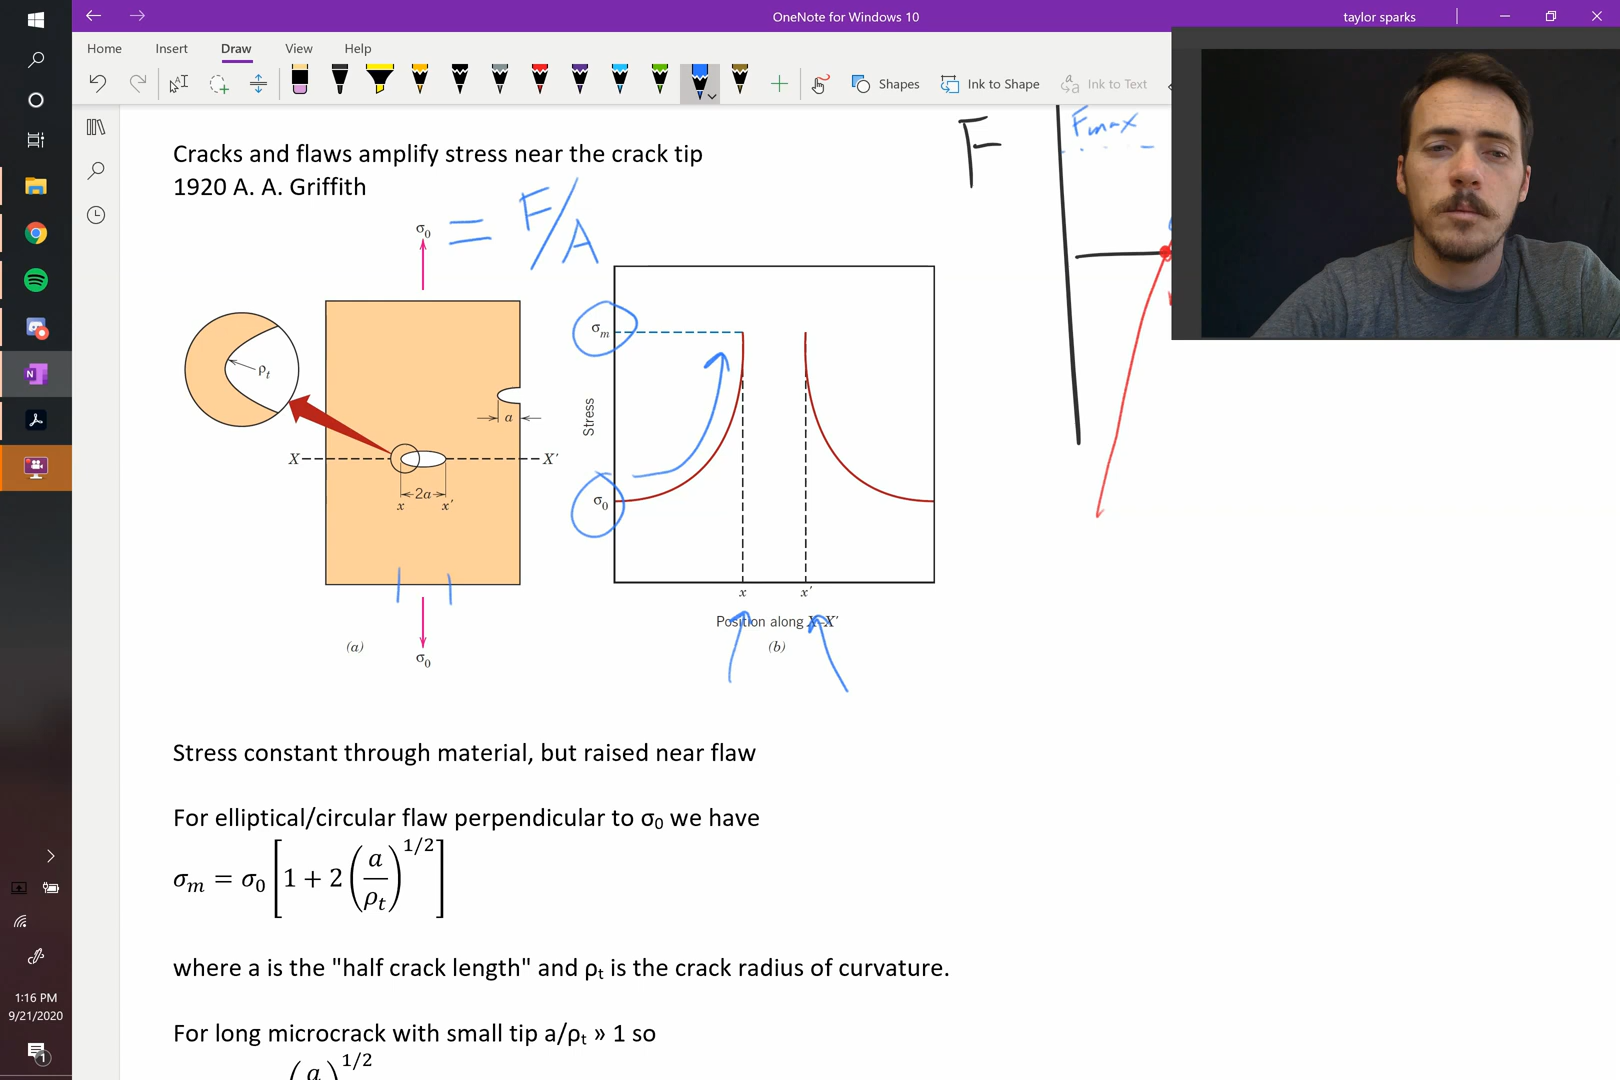 OneNote for Windows 10
taylor sparks
Home Insert Draw View Help
Shapes
Ink to Shape
Ink to Text
Cracks and flaws amplify stress near the crack tip
1920 A. A. Griffith
σ₀ = F/A
F
Fmax
ρₜ
a
X X′
2a
x x′
σ₀
(a)
σₘ
Stress
σ₀
x x′
Position along X–X′
(b)
Stress constant through material, but raised near flaw
For elliptical/circular flaw perpendicular to σ₀ we have
σₘ = σ₀ [1 + 2 (a/ρₜ)^1/2]
where a is the "half crack length" and ρₜ is the crack radius of curvature.
For long microcrack with small tip a/ρₜ » 1 so
(a)^1/2
1:16 PM
9/21/2020
1